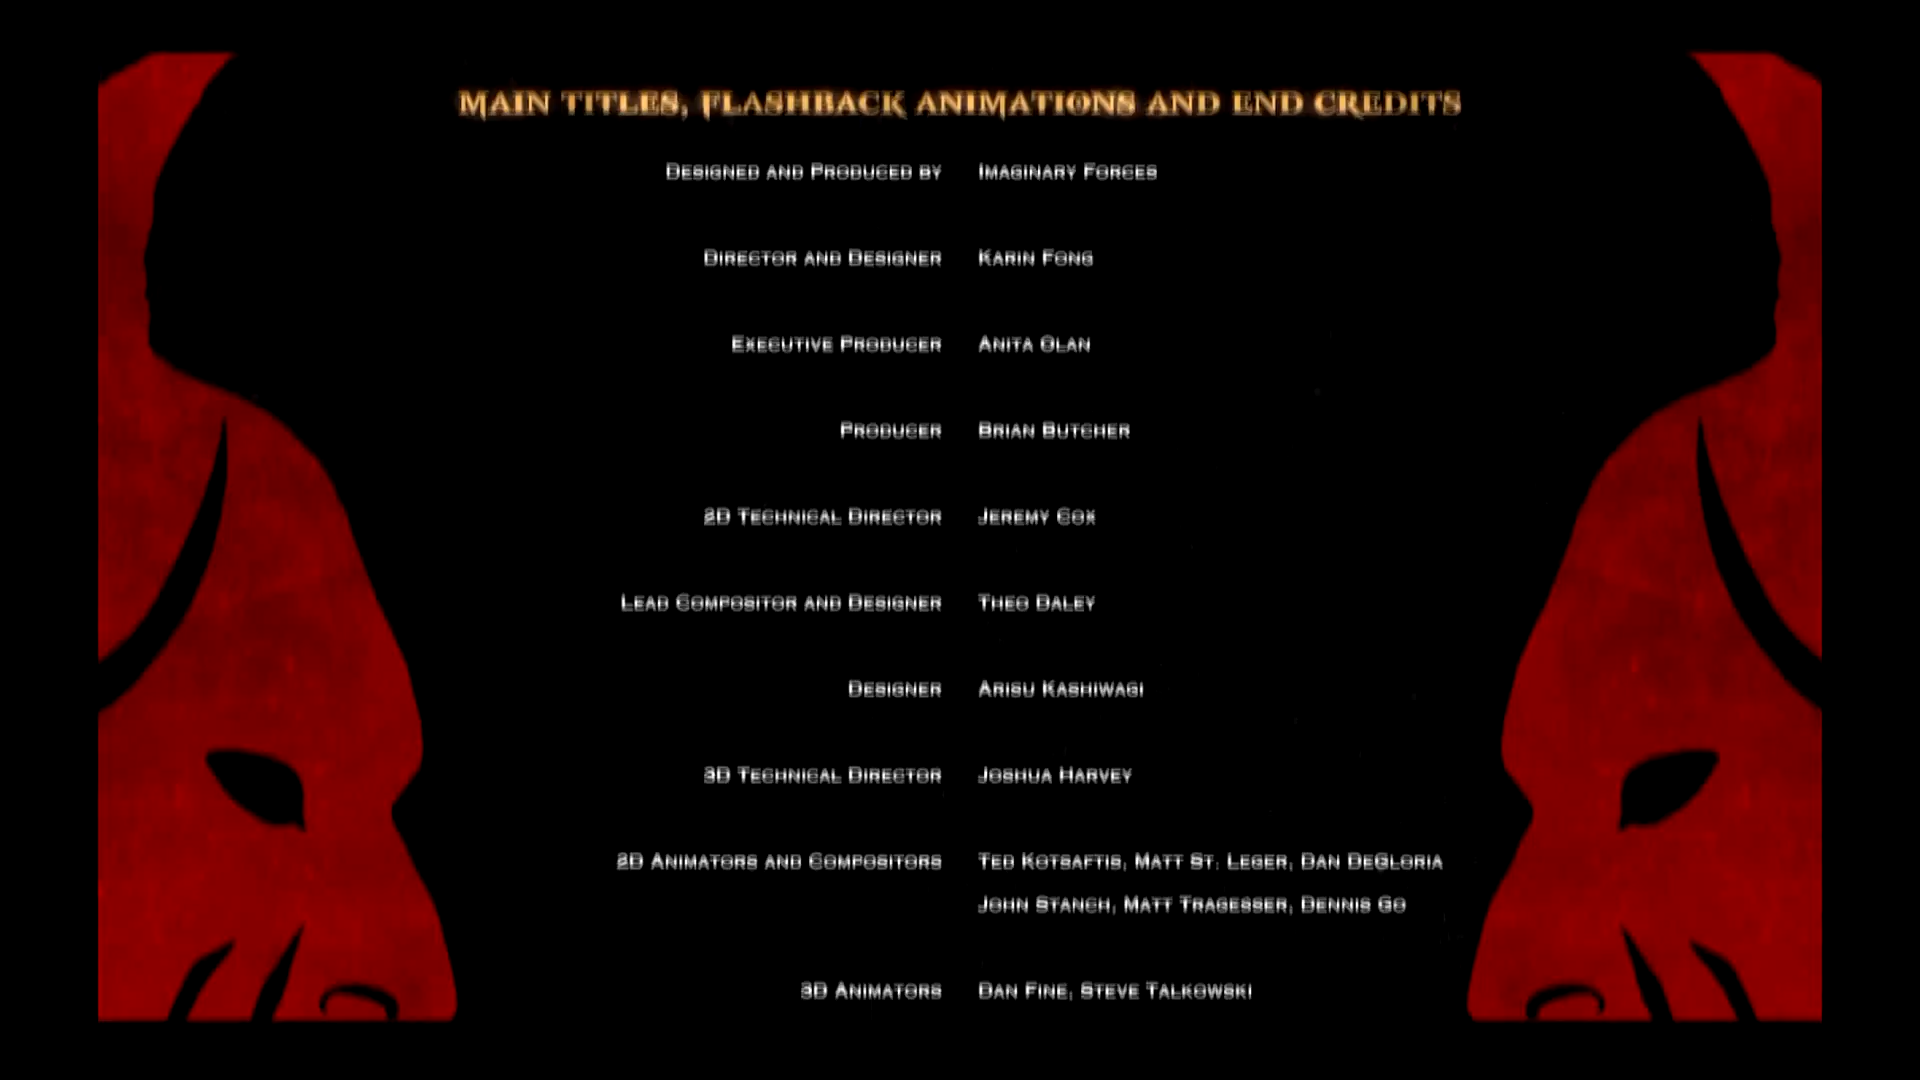 MAIN TITLES, FLASHBACK ANIMATIONS AND END CREDITS
DESIGNED AND PRODUCED BY IMAGINARY FORCES
DIRECTOR AND DESIGNER KARIN FONG
EXECUTIVE PRODUCER ANITA OLAN
PRODUCER BRIAN BUTCHER
2D TECHNICAL DIRECTOR JEREMY COX
LEAD COMPOSITOR AND DESIGNER THEO DALEY
DESIGNER ARISU KASHIWAGI
3D TECHNICAL DIRECTOR JOSHUA HARVEY
2D ANIMATORS AND COMPOSITORS TED KOTSAFTIS, MATT ST. LEGER, DAN DEGLORIA
JOHN STANCH, MATT TRAGESSER, DENNIS GO
3D ANIMATORS DAN FINE, STEVE TALKOWSKI